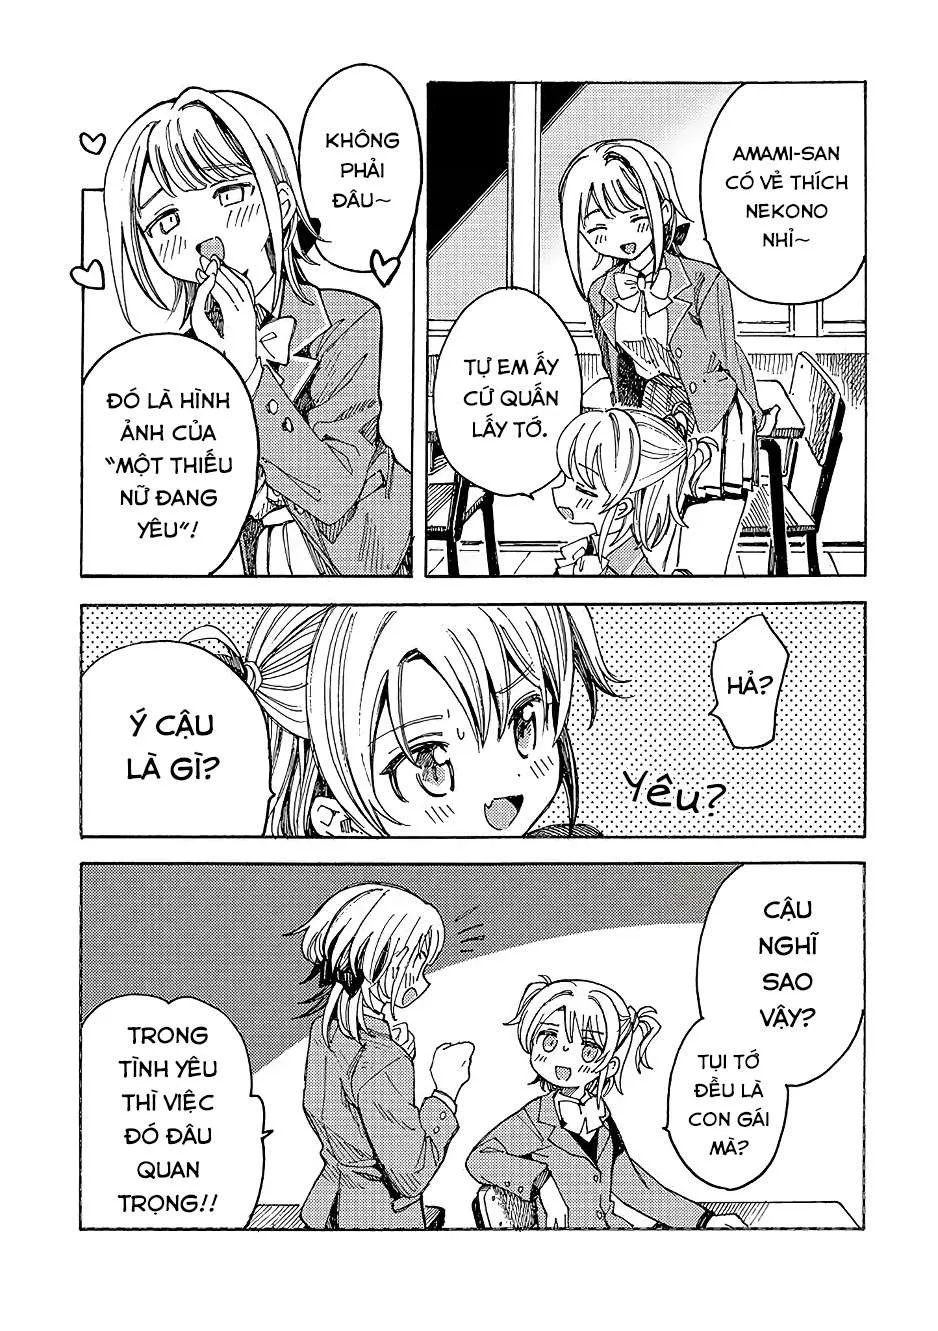 AMAMI-SAN
CÓ VẺ THÍCH
NEKONO
NHỈ~
TỰ EM ẤY
CỨ QUẤN
LẤY TỚ.
KHÔNG
PHẢI
ĐÂU~
ĐÓ LÀ HÌNH
ẢNH CỦA
"MỘT THIẾU
NỮ ĐANG
YÊU"!
HẢ?
Yêu?
Ý CẬU
LÀ GÌ?
CẬU
NGHĨ
SAO
VẬY?
TỤI TỚ
ĐỀU LÀ
CON GÁI
MÀ?
TRONG
TÌNH YÊU
THÌ VIỆC
ĐÓ ĐÂU
QUAN
TRỌNG!!